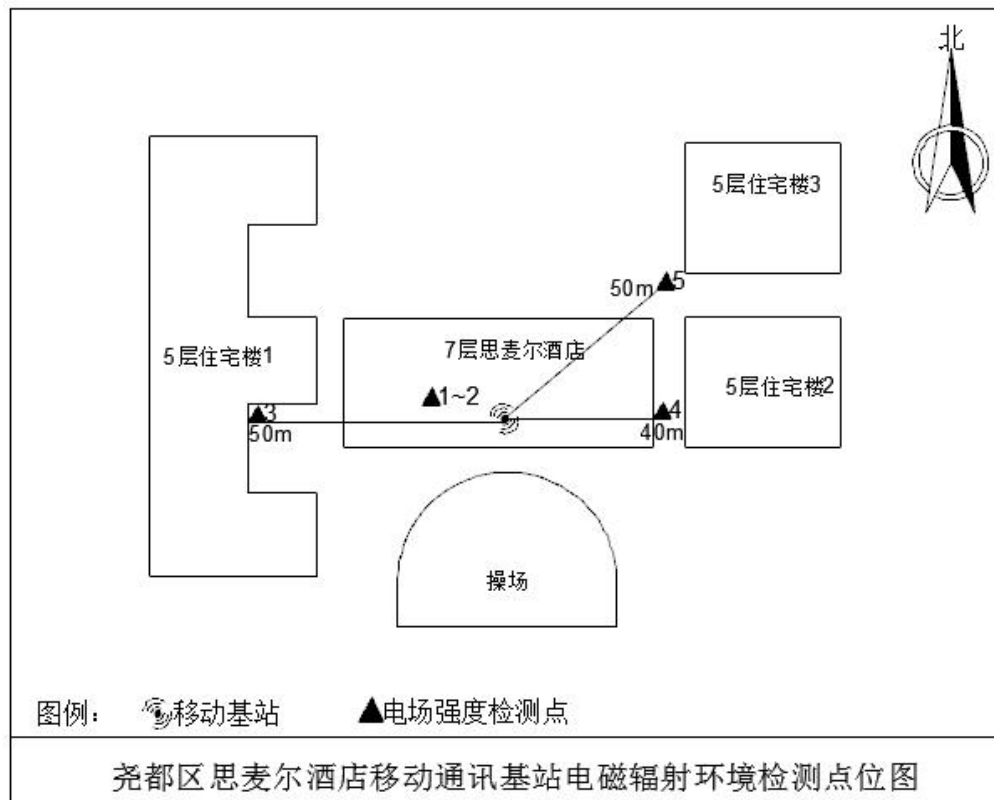 北
5层住宅楼3
50m
5
7层思麦尔酒店
5层住宅楼1
1~2
5层住宅楼2
3
50m
4
40m
操场
图例： 移动基站 电场强度检测点
尧都区思麦尔酒店移动通讯基站电磁辐射环境检测点位图